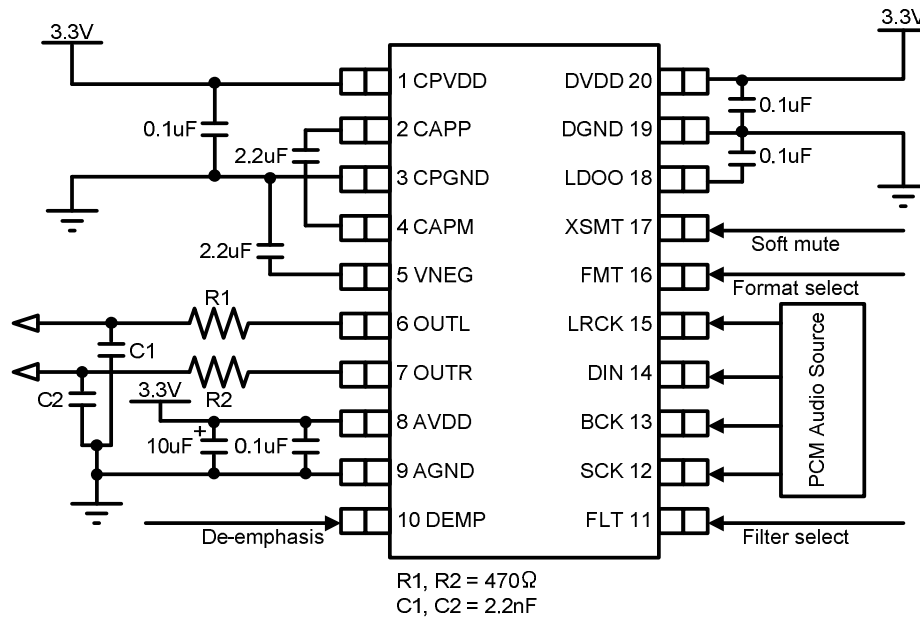 3.3V
3.3V
1 CPVDD
DVDD 20
0.1uF
0.1uF
2 CAPP
DGND 19
2.2uF
0.1uF
3 CPGND
LDOO 18
4 CAPM
XSMT 17
Soft mute
2.2uF
5 VNEG
FMT 16
Format select
R1
6 OUTL
LRCK 15
C1
7 OUTR
DIN 14
C2
R2
3.3V
8 AVDD
BCK 13
PCM Audio Source
+
10uF
0.1uF
9 AGND
SCK 12
10 DEMP
FLT 11
De-emphasis
Filter select
R1, R2 = 470Ω
C1, C2 = 2.2nF